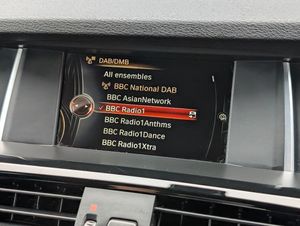 DAB/DMB
All ensembles
BBC National DAB
BBC AsianNetwork
BBC Radio1
BBC Radio1Anthms
BBC Radio1Dance
BBC Radio1Xtra